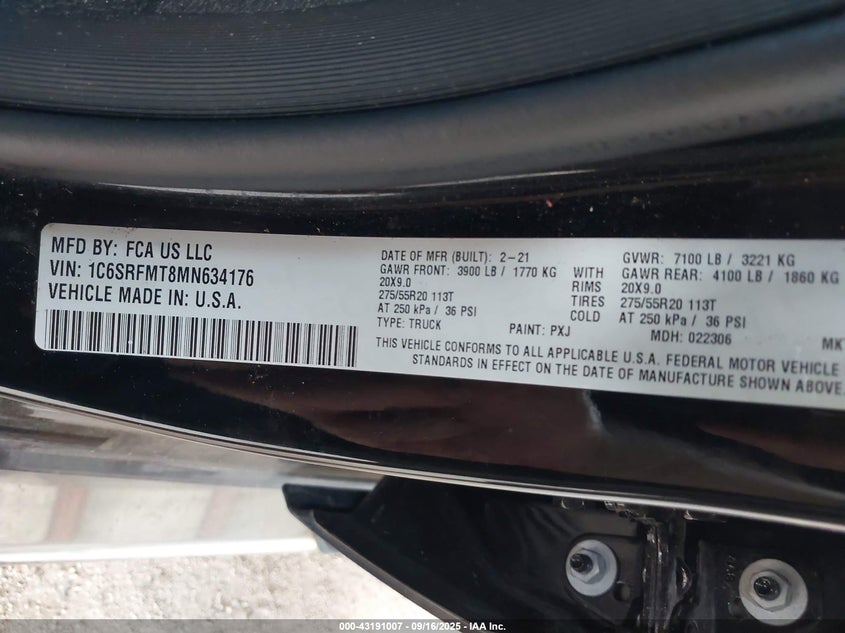 MFD BY: FCA US LLC
VIN: 1C6SRFMT8MN634176
VEHICLE MADE IN: U.S.A.
DATE OF MFR (BUILT): 2-21
GAWR FRONT: 3900 LB / 1770 KG
20X9.0
275/55R20 113T
AT 250 kPa / 36 PSI
TYPE: TRUCK
PAINT: PXJ
WITH
RIMS
TIRES
COLD
GVWR: 7100 LB / 3221 KG
GAWR REAR: 4100 LB / 1860 KG
20X9.0
275/55R20 113T
AT 250 kPa / 36 PSI
MDH: 022306
MK
THIS VEHICLE CONFORMS TO ALL APPLICABLE U.S.A. FEDERAL MOTOR VEHICLE
STANDARDS IN EFFECT ON THE DATE OF MANUFACTURE SHOWN ABOVE.
000-43191007 - 09/16/2025 - IAA Inc.